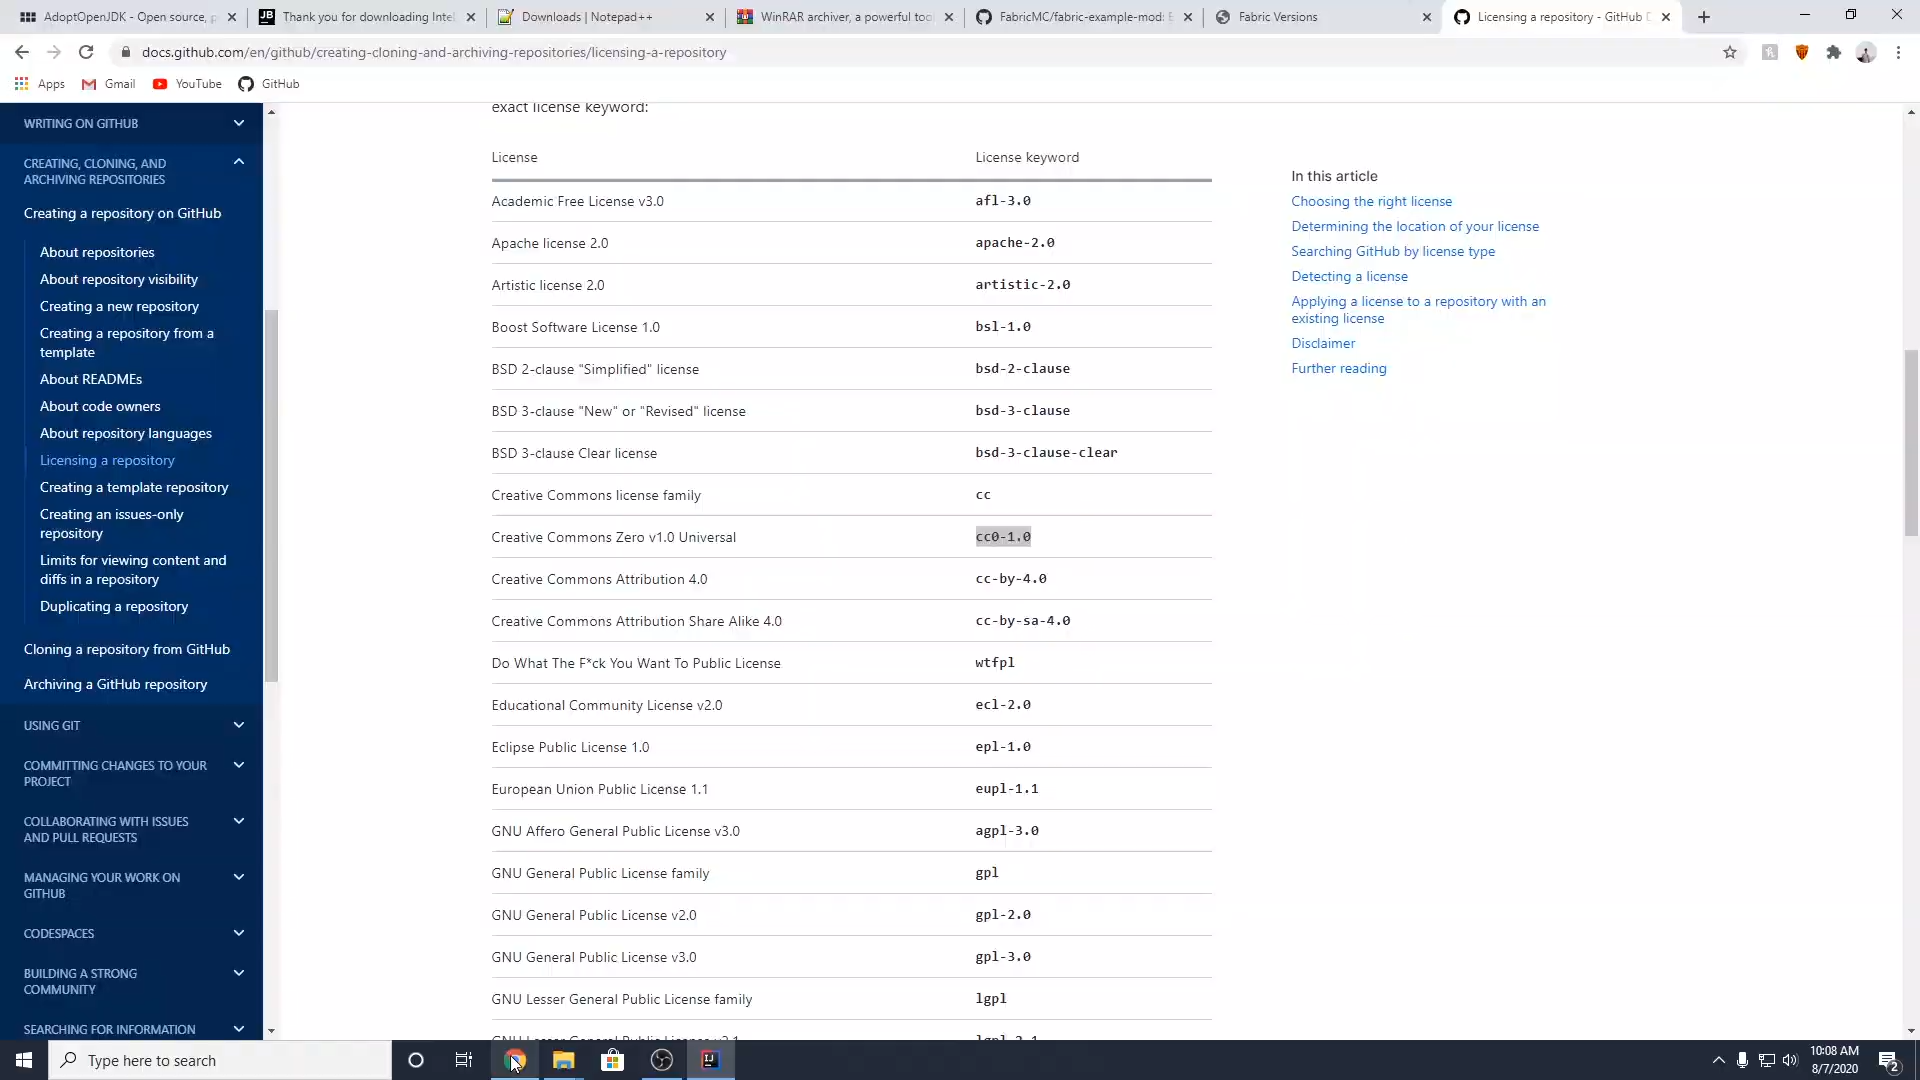 AdoptOpenJDK - Open source, p
Thank you for downloading Intel
Downloads | Notepad++
WinRAR archiver, a powerful too
FabricMC/fabric-example-mod: E
Fabric Versions
Licensing a repository - GitHub D
docs.github.com/en/github/creating-cloning-and-archiving-repositories/licensing-a-repository
Apps
Gmail
YouTube
GitHub
WRITING ON GITHUB
CREATING, CLONING, AND
ARCHIVING REPOSITORIES
Creating a repository on GitHub
About repositories
About repository visibility
Creating a new repository
Creating a repository from a
template
About READMEs
About code owners
About repository languages
Licensing a repository
Creating a template repository
Creating an issues-only
repository
Limits for viewing content and
diffs in a repository
Duplicating a repository
Cloning a repository from GitHub
Archiving a GitHub repository
USING GIT
COMMITTING CHANGES TO YOUR
PROJECT
COLLABORATING WITH ISSUES
AND PULL REQUESTS
MANAGING YOUR WORK ON
GITHUB
CODESPACES
BUILDING A STRONG
COMMUNITY
SEARCHING FOR INFORMATION
exact license keyword:
License License keyword
Academic Free License v3.0 afl-3.0
Apache license 2.0 apache-2.0
Artistic license 2.0 artistic-2.0
Boost Software License 1.0 bsl-1.0
BSD 2-clause "Simplified" license bsd-2-clause
BSD 3-clause "New" or "Revised" license bsd-3-clause
BSD 3-clause Clear license bsd-3-clause-clear
Creative Commons license family cc
Creative Commons Zero v1.0 Universal cc0-1.0
Creative Commons Attribution 4.0 cc-by-4.0
Creative Commons Attribution Share Alike 4.0 cc-by-sa-4.0
Do What The F*ck You Want To Public License wtfpl
Educational Community License v2.0 ecl-2.0
Eclipse Public License 1.0 epl-1.0
European Union Public License 1.1 eupl-1.1
GNU Affero General Public License v3.0 agpl-3.0
GNU General Public License family gpl
GNU General Public License v2.0 gpl-2.0
GNU General Public License v3.0 gpl-3.0
GNU Lesser General Public License family lgpl
GNU Lesser General Public License v2.1 lgpl-2.1
In this article
Choosing the right license
Determining the location of your license
Searching GitHub by license type
Detecting a license
Applying a license to a repository with an
existing license
Disclaimer
Further reading
Type here to search
10:08 AM
8/7/2020
2